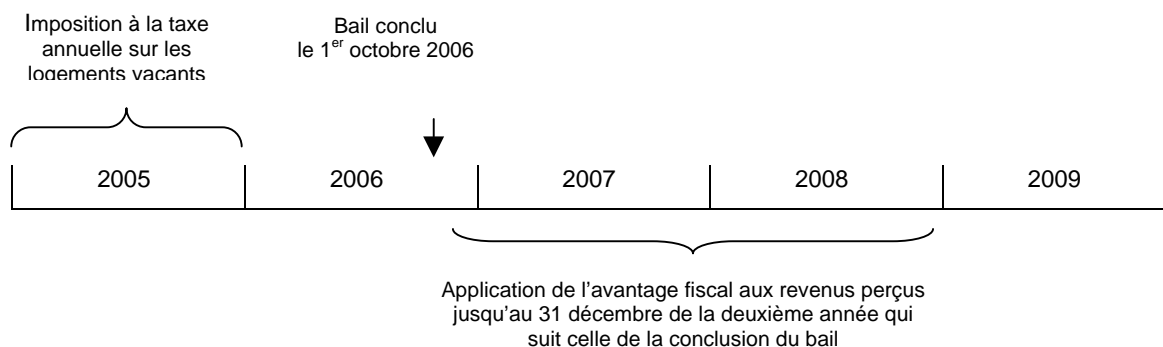 Imposition à la taxe
annuelle sur les
logements vacants
Bail conclu
le 1er octobre 2006
2005 2006 2007 2008 2009
Application de l'avantage fiscal aux revenus perçus
jusqu'au 31 décembre de la deuxième année qui
suit celle de la conclusion du bail